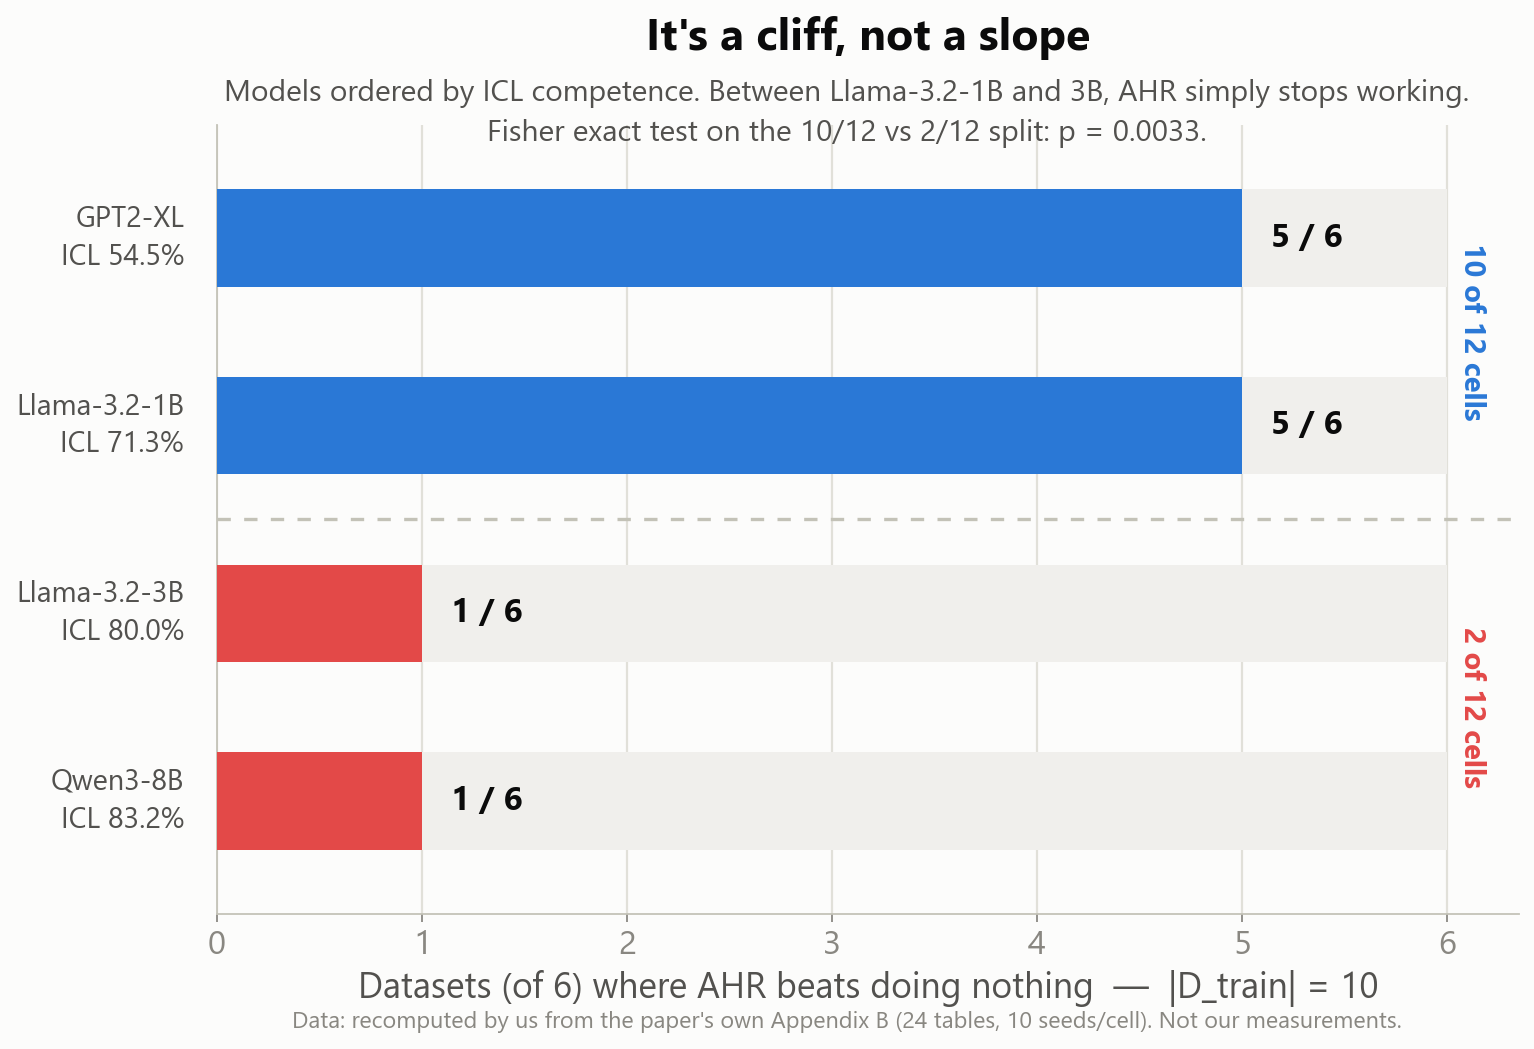 It's a cliff, not a slope
Models ordered by ICL competence. Between Llama-3.2-1B and 3B, AHR simply stops working.
Fisher exact test on the 10/12 vs 2/12 split: p = 0.0033.
GPT2-XL
ICL 54.5%
5 / 6
Llama-3.2-1B
ICL 71.3%
5 / 6
10 of 12 cells
Llama-3.2-3B
ICL 80.0%
1 / 6
Qwen3-8B
ICL 83.2%
1 / 6
2 of 12 cells
0 1 2 3 4 5 6
Datasets (of 6) where AHR beats doing nothing — |D_train| = 10
Data: recomputed by us from the paper's own Appendix B (24 tables, 10 seeds/cell). Not our measurements.